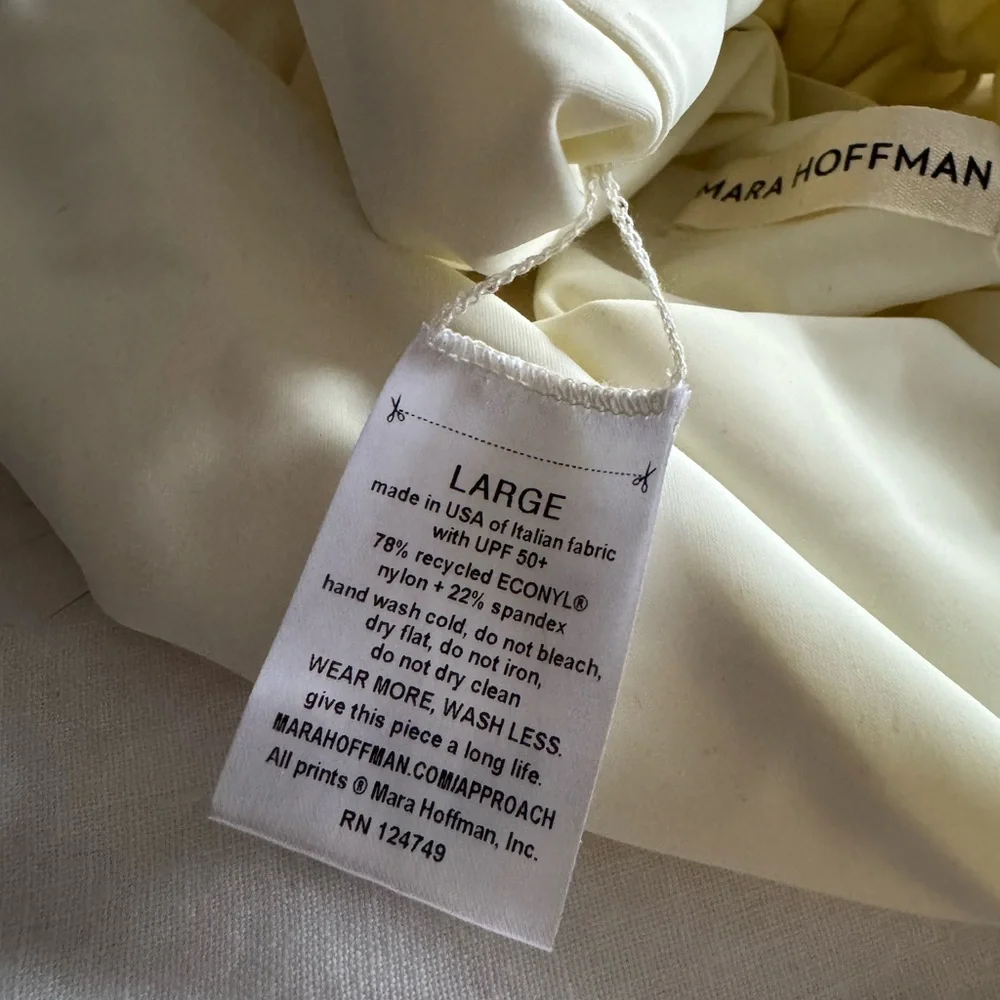 MARA HOFFMAN
LARGE
made in USA of Italian fabric
with UPF 50+
78% recycled ECONYL®
nylon + 22% spandex
hand wash cold, do not bleach,
dry flat, do not iron,
do not dry clean
WEAR MORE, WASH LESS.
give this piece a long life.
MARAHOFFMAN.COM/APPROACH
All prints ® Mara Hoffman, Inc.
RN 124749